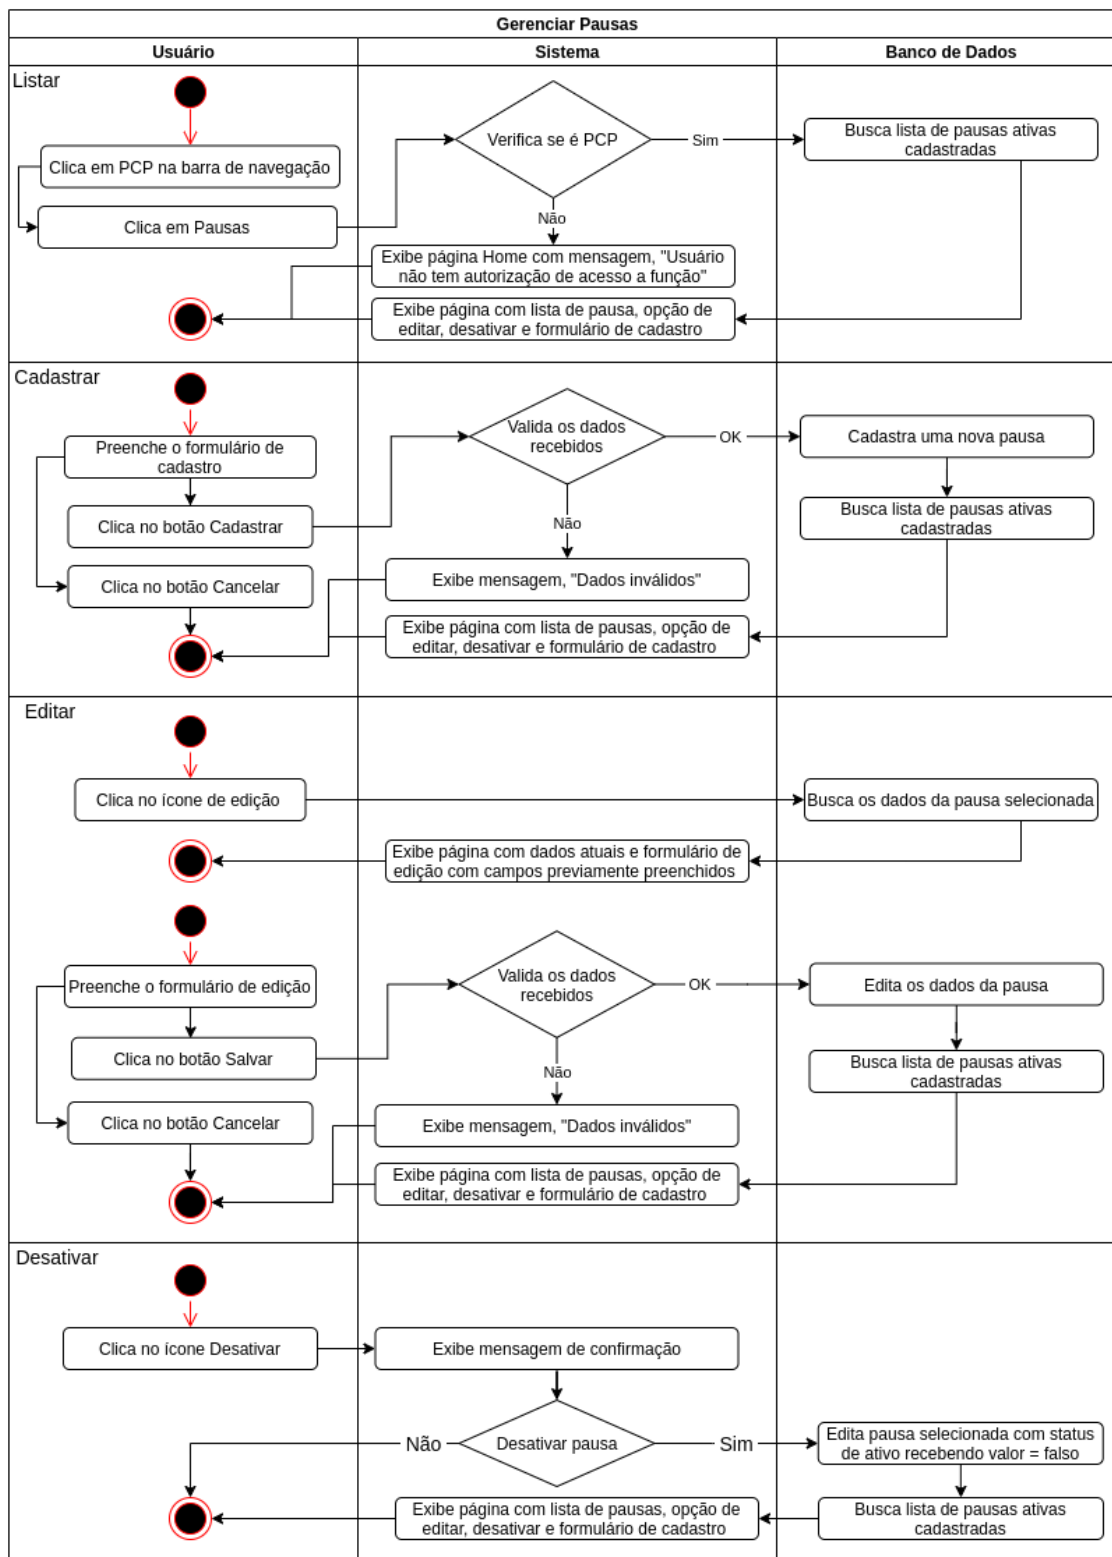 Gerenciar Pausas
Usuário
Sistema
Banco de Dados
Listar
Clica em PCP na barra de navegação
Clica em Pausas
Verifica se é PCP
Sim
Busca lista de pausas ativas
cadastradas
Não
Exibe página Home com mensagem, "Usuário
não tem autorização de acesso a função"
Exibe página com lista de pausa, opção de
editar, desativar e formulário de cadastro
Cadastrar
Preenche o formulário de
cadastro
Clica no botão Cadastrar
Clica no botão Cancelar
Valida os dados
recebidos
OK
Cadastra uma nova pausa
Busca lista de pausas ativas
cadastradas
Não
Exibe mensagem, "Dados inválidos"
Exibe página com lista de pausas, opção de
editar, desativar e formulário de cadastro
Editar
Clica no ícone de edição
Busca os dados da pausa selecionada
Exibe página com dados atuais e formulário de
edição com campos previamente preenchidos
Preenche o formulário de edição
Clica no botão Salvar
Clica no botão Cancelar
Valida os dados
recebidos
OK
Edita os dados da pausa
Busca lista de pausas ativas
cadastradas
Não
Exibe mensagem, "Dados inválidos"
Exibe página com lista de pausas, opção de
editar, desativar e formulário de cadastro
Desativar
Clica no ícone Desativar
Exibe mensagem de confirmação
Desativar pausa
Não
Sim
Edita pausa selecionada com status
de ativo recebendo valor = falso
Busca lista de pausas ativas
cadastradas
Exibe página com lista de pausas, opção de
editar, desativar e formulário de cadastro